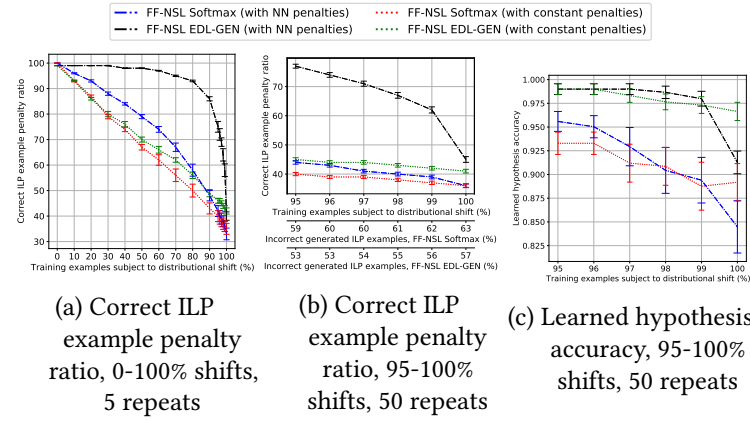 FF-NSL Softmax (with NN penalties)
FF-NSL EDL-GEN (with NN penalties)
FF-NSL Softmax (with constant penalties)
FF-NSL EDL-GEN (with constant penalties)
Correct ILP example penalty ratio
100
90
80
70
60
50
40
30
0 10 20 30 40 50 60 70 80 90 100
Training examples subject to distributional shift (%)
(a) Correct ILP
example penalty
ratio, 0-100% shifts,
5 repeats
Correct ILP example penalty ratio
80
70
60
50
40
95 96 97 98 99 100
Training examples subject to distributional shift (%)
59 60 60 61 62 63
Incorrect generated ILP examples, FF-NSL Softmax (%)
53 53 54 55 56 57
Incorrect generated ILP examples, FF-NSL EDL-GEN (%)
(b) Correct ILP
example penalty
ratio, 95-100%
shifts, 50 repeats
Learned hypothesis accuracy
1.000
0.975
0.950
0.925
0.900
0.875
0.850
0.825
95 96 97 98 99 100
Training examples subject to distributional shift (%)
(c) Learned hypothesis
accuracy, 95-100%
shifts, 50 repeats